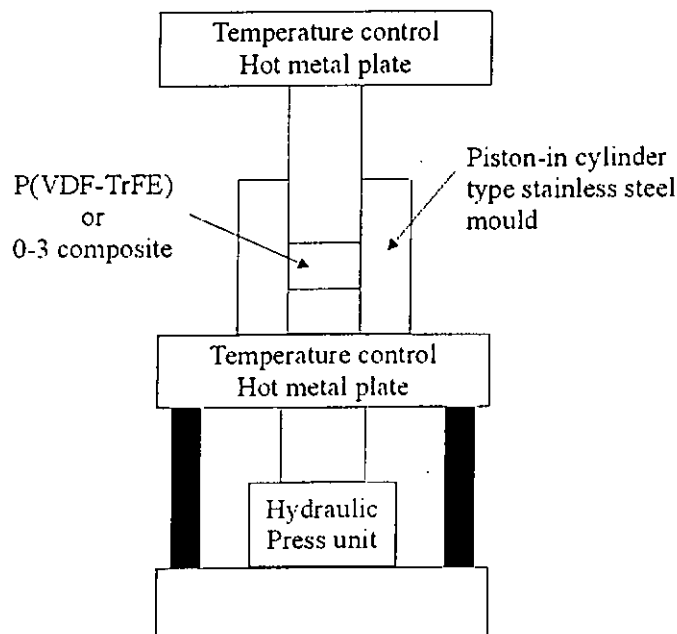 Temperature control
Hot metal plate
P(VDF-TrFE)
or
0-3 composite
Piston-in cylinder
type stainless steel
mould
Temperature control
Hot metal plate
Hydraulic
Press unit